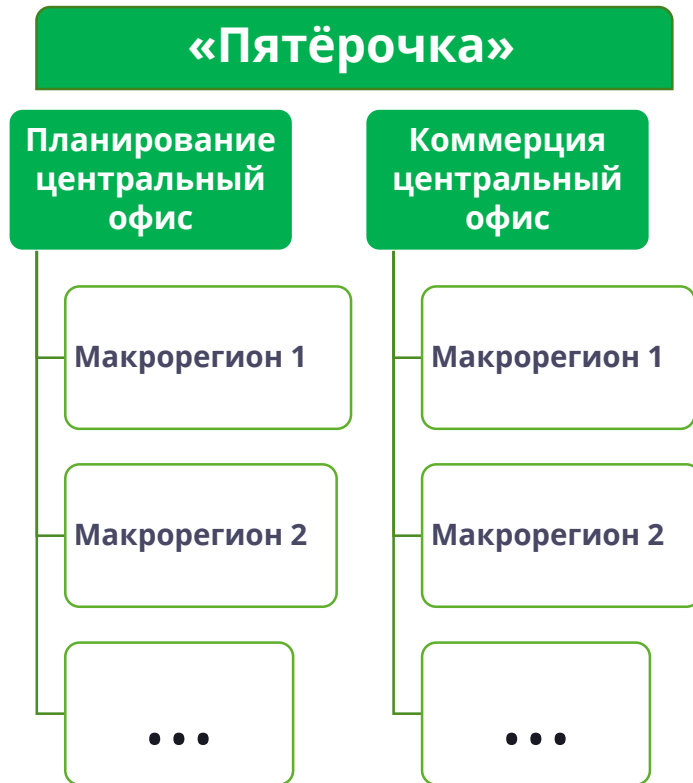 «Пятёрочка»
Планирование
центральный
офис
Макрорегион 1
Макрорегион 2
...
Коммерция
центральный
офис
Макрорегион 1
Макрорегион 2
...